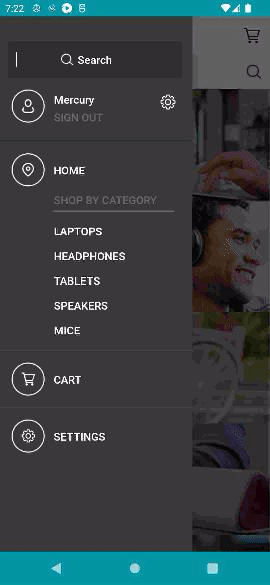 7:22
Search
Mercury
SIGN OUT
HOME
SHOP BY CATEGORY
LAPTOPS
HEADPHONES
TABLETS
SPEAKERS
MICE
CART
SETTINGS